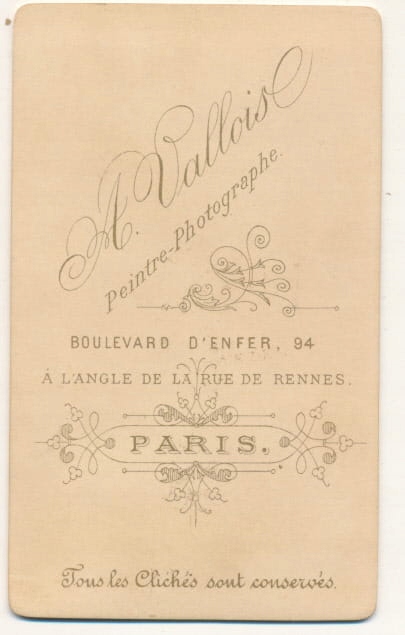 A. Vallois
Peintre-Photographe.
BOULEVARD D'ENFER, 94
À L'ANGLE DE LA RUE DE RENNES.
PARIS.
Tous les Clichés sont conservés.